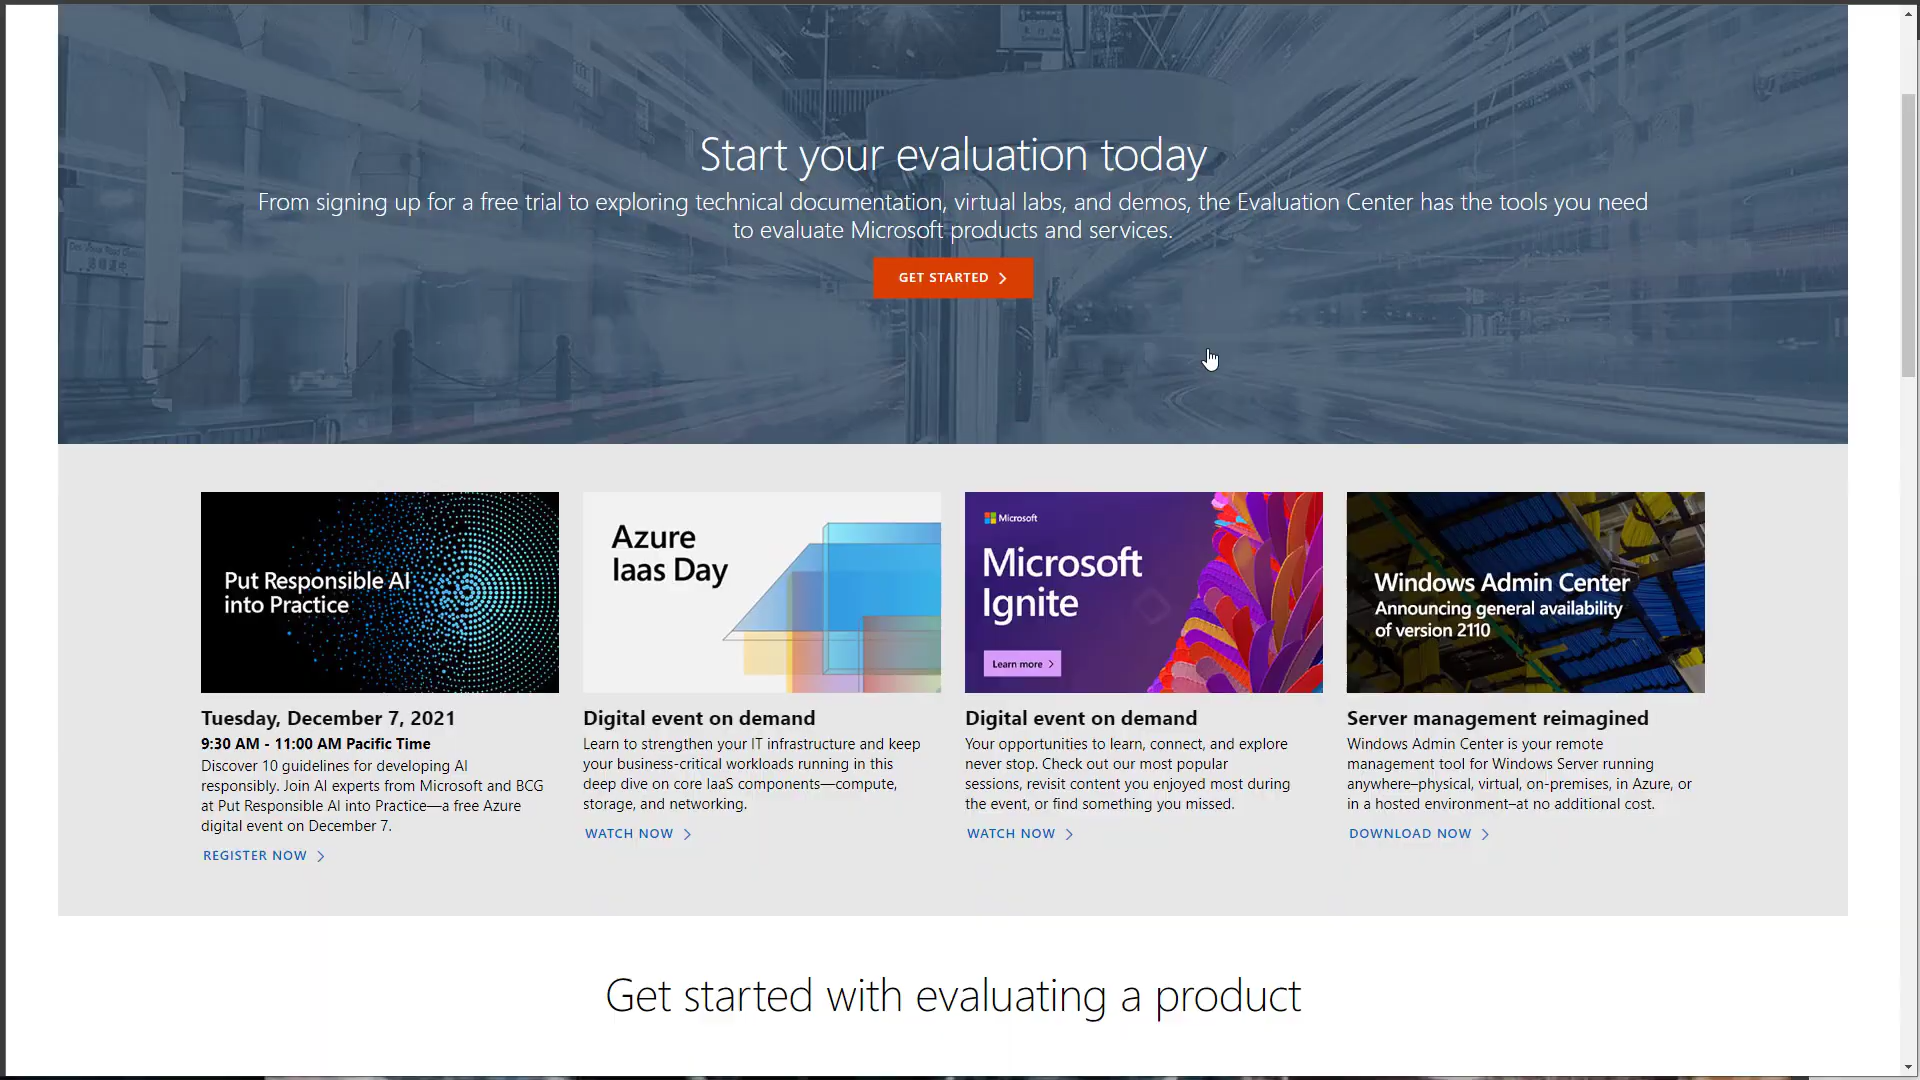 Start your evaluation today
From signing up for a free trial to exploring technical documentation, virtual labs, and demos, the Evaluation Center has the tools you need
to evaluate Microsoft products and services.
GET STARTED
Put Responsible AI
into Practice
Tuesday, December 7, 2021
9:30 AM - 11:00 AM Pacific Time
Discover 10 guidelines for developing AI
responsibly. Join AI experts from Microsoft and BCG
at Put Responsible AI into Practice—a free Azure
digital event on December 7.
REGISTER NOW
Azure
Iaas Day
Digital event on demand
Learn to strengthen your IT infrastructure and keep
your business-critical workloads running in this
deep dive on core IaaS components—compute,
storage, and networking.
WATCH NOW
Microsoft
Microsoft
Ignite
Learn more
Digital event on demand
Your opportunities to learn, connect, and explore
never stop. Check out our most popular
sessions, revisit content you enjoyed most during
the event, or find something you missed.
WATCH NOW
Windows Admin Center
Announcing general availability
of version 2110
Server management reimagined
Windows Admin Center is your remote
management tool for Windows Server running
anywhere–physical, virtual, on-premises, in Azure, or
in a hosted environment–at no additional cost.
DOWNLOAD NOW
Get started with evaluating a product